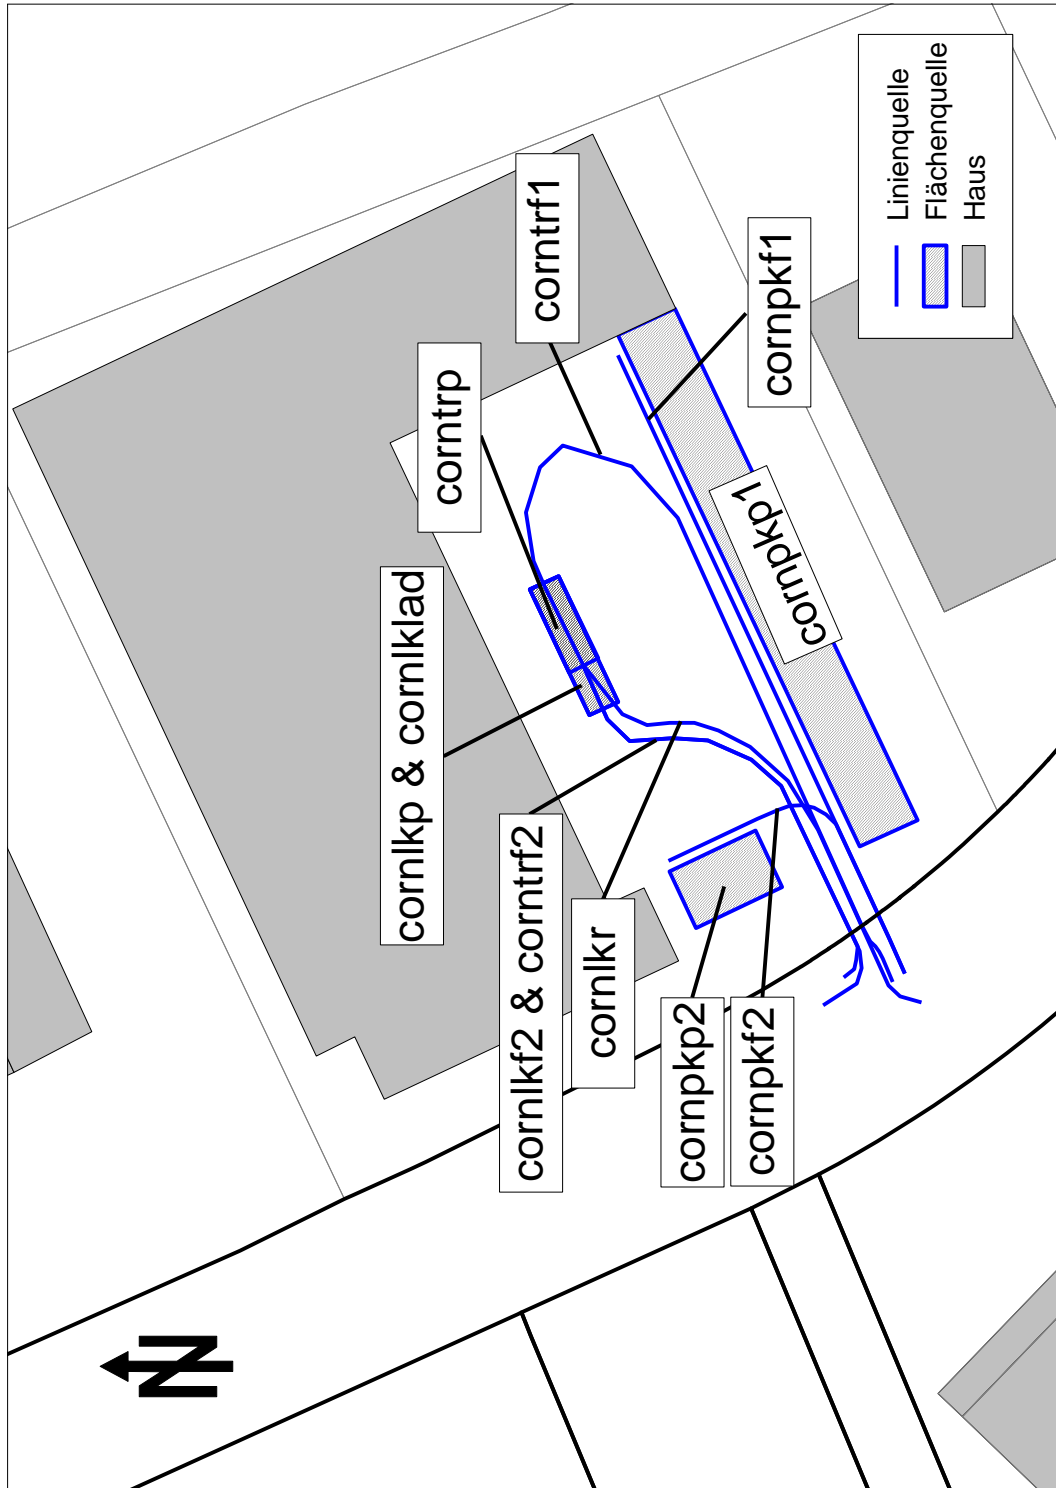 cornlkp & cornlklad
corntrp
corntrf1
cornlkf2 & corntrf2
cornlkr
cornpkp2
cornpkf2
cornpkp1
cornpkf1
Linienquelle
Flächenquelle
Haus
N